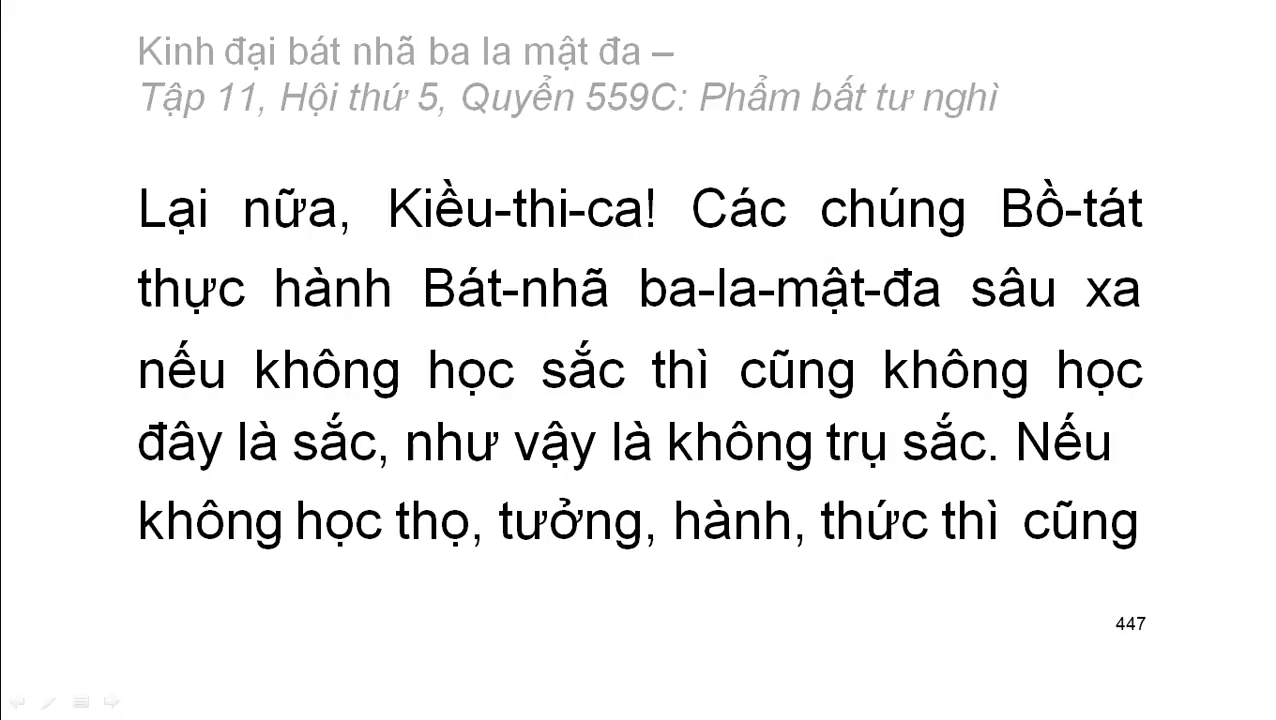 Kinh đại bát nhã ba la mật đa –
Tập 11, Hội thứ 5, Quyển 559C: Phẩm bất tư nghì
Lại nữa, Kiều-thi-ca! Các chúng Bồ-tát
thực hành Bát-nhã ba-la-mật-đa sâu xa
nếu không học sắc thì cũng không học
đây là sắc, như vậy là không trụ sắc. Nếu
không học thọ, tưởng, hành, thức thì cũng
447